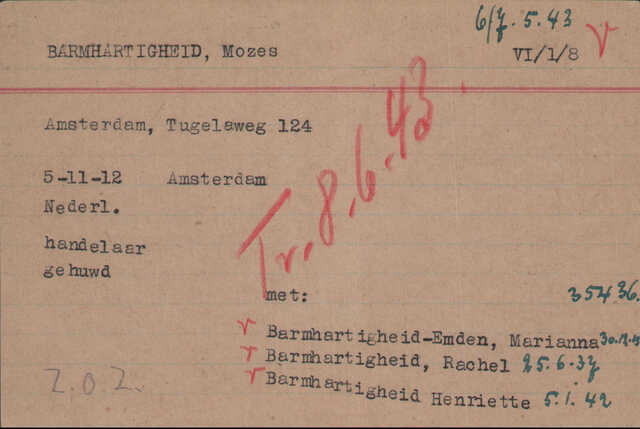 6/7.5.43
BARMHARTIGHEID, Mozes VI/1/8
Amsterdam, Tugelaweg 124
Tr. 8.6.43.
5-11-12 Amsterdam
Nederl.
handelaar
gehuwd
met: 35436.
Barmhartigheid-Emden, Marianna
Barmhartigheid, Rachel 25.6.37
Barmhartigheid Henriette 5.1.42
Z.O.Z.